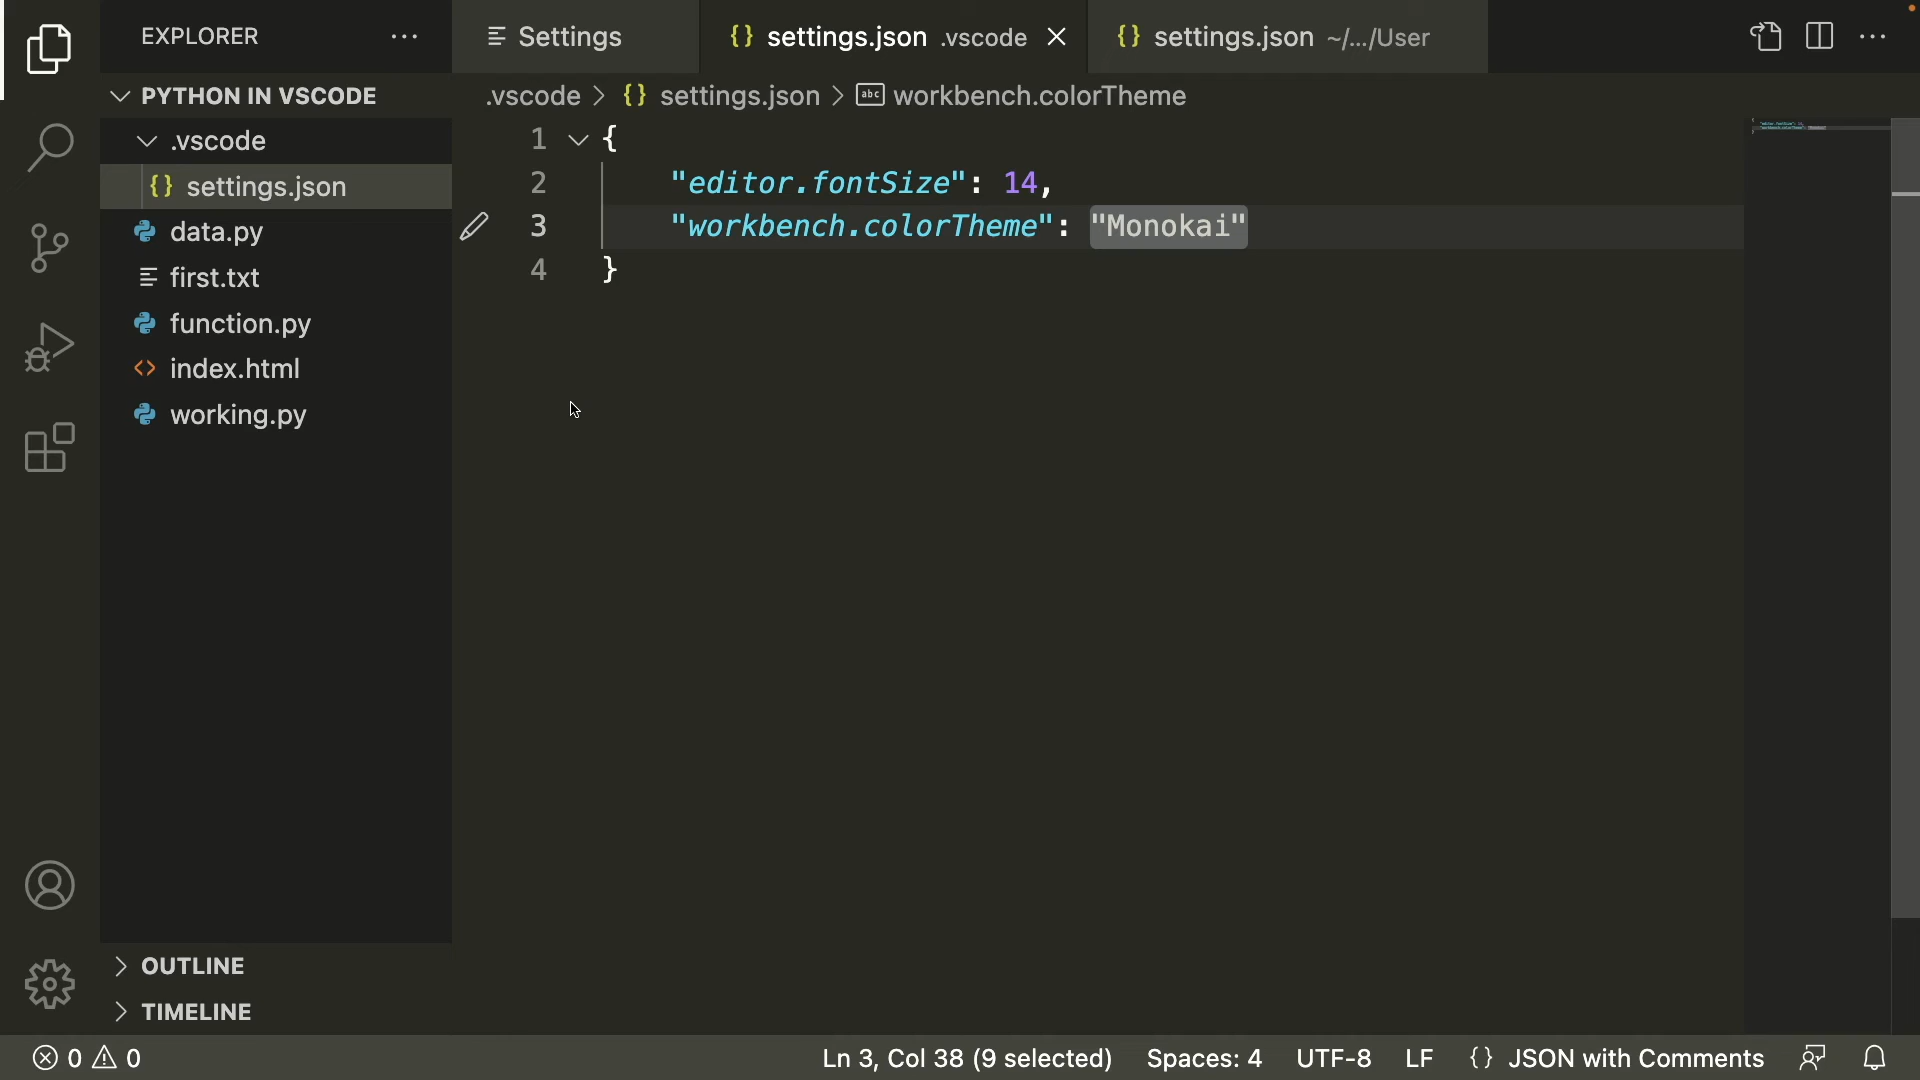 EXPLORER
Settings
settings.json .vscode
settings.json ~/.../User
PYTHON IN VSCODE
.vscode
settings.json
data.py
first.txt
function.py
index.html
working.py
OUTLINE
TIMELINE
.vscode > {} settings.json > abc workbench.colorTheme
1 {
2 "editor.fontSize": 14,
3 "workbench.colorTheme": "Monokai"
4 }
0 0
Ln 3, Col 38 (9 selected) Spaces: 4 UTF-8 LF {} JSON with Comments